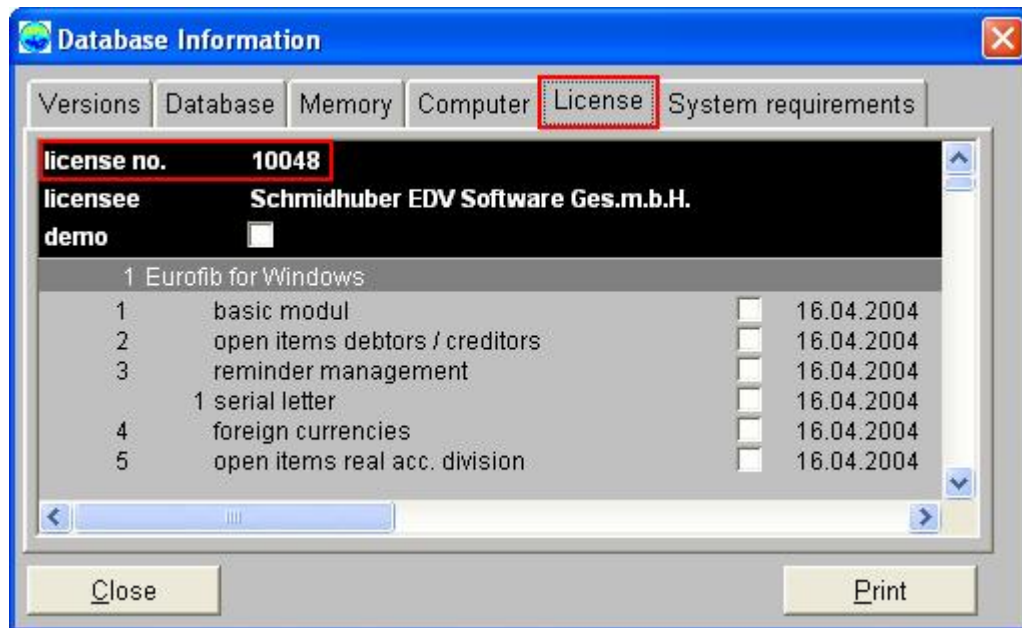 Database Information
Versions Database Memory Computer License System requirements
license no. 10048
licensee Schmidhuber EDV Software Ges.m.b.H.
demo
1 Eurofib for Windows
1 basic modul 16.04.2004
2 open items debtors / creditors 16.04.2004
3 reminder management 16.04.2004
1 serial letter 16.04.2004
4 foreign currencies 16.04.2004
5 open items real acc. division 16.04.2004
Close Print